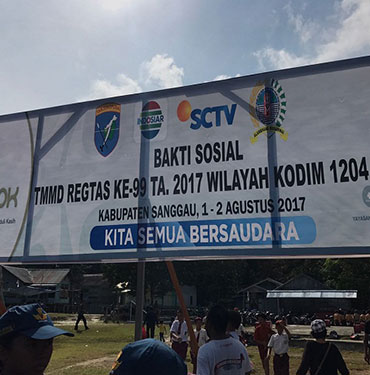 INDOSIAR
SCTV
BAKTI SOSIAL
TMMD REGTAS KE-99 TA. 2017 WILAYAH KODIM 1204
KABUPATEN SANGGAU, 1 - 2 AGUSTUS 2017
KITA SEMUA BERSAUDARA